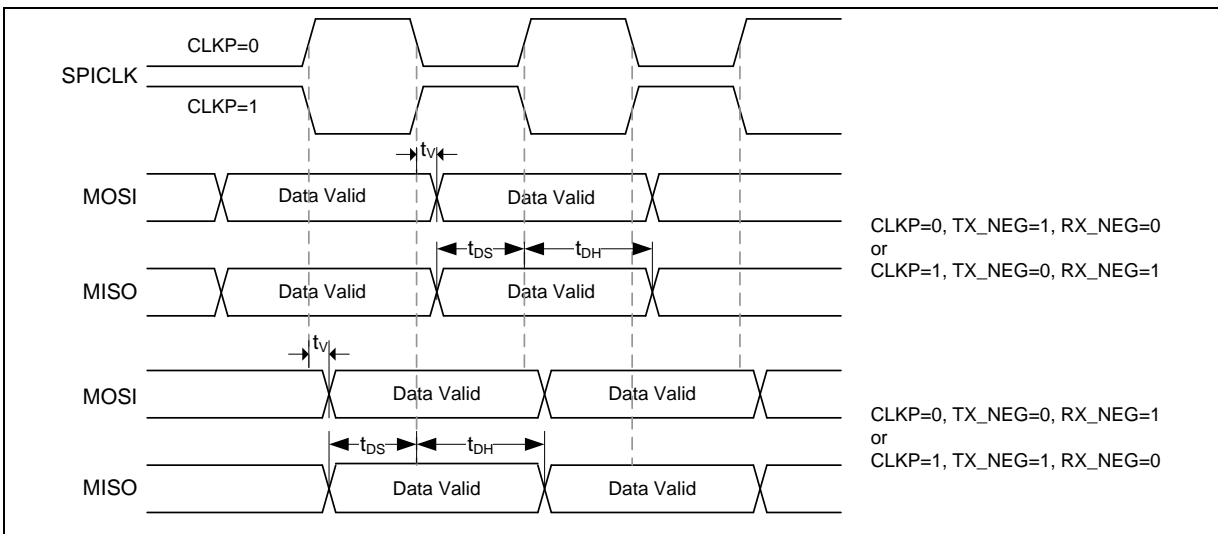 CLKP=0
SPICLK
CLKP=1
tV
MOSI
Data Valid
Data Valid
CLKP=0, TX_NEG=1, RX_NEG=0
or
CLKP=1, TX_NEG=0, RX_NEG=1
tDS
tDH
MISO
Data Valid
Data Valid
tV
MOSI
Data Valid
Data Valid
CLKP=0, TX_NEG=0, RX_NEG=1
or
CLKP=1, TX_NEG=1, RX_NEG=0
tDS
tDH
MISO
Data Valid
Data Valid